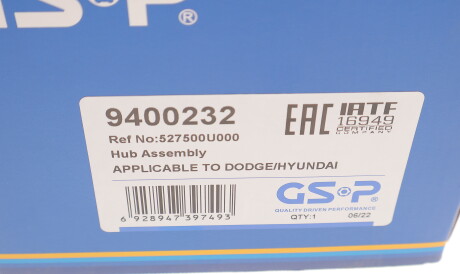 GS-P
9400232
Ref No:527500U000
Hub Assembly
APPLICABLE TO DODGE/HYUNDAI
EAC
IATF
16949
CERTIFIED
COMPANY
GSP
QUALITY DRIVEN PERFORMANCE
QTY:1 06/22
6 928947 397493